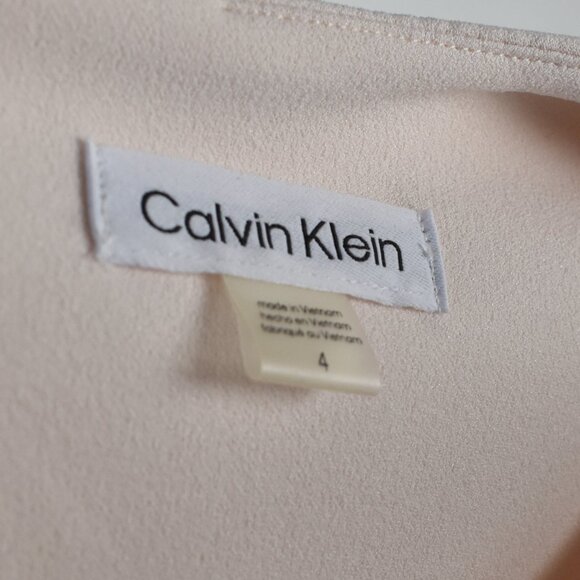 Calvin Klein
made in Vietnam
hecho en Vietnam
fabriqué au Vietnam
4